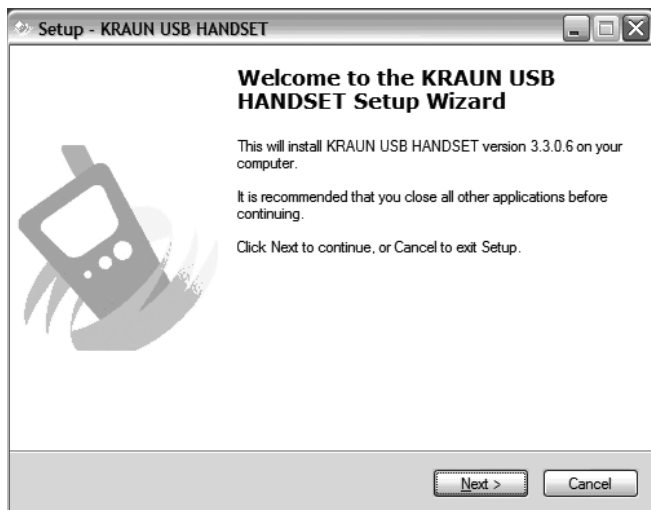 Setup - KRAUN USB HANDSET
Welcome to the KRAUN USB
HANDSET Setup Wizard
This will install KRAUN USB HANDSET version 3.3.0.6 on your
computer.
It is recommended that you close all other applications before
continuing.
Click Next to continue, or Cancel to exit Setup.
Next >
Cancel